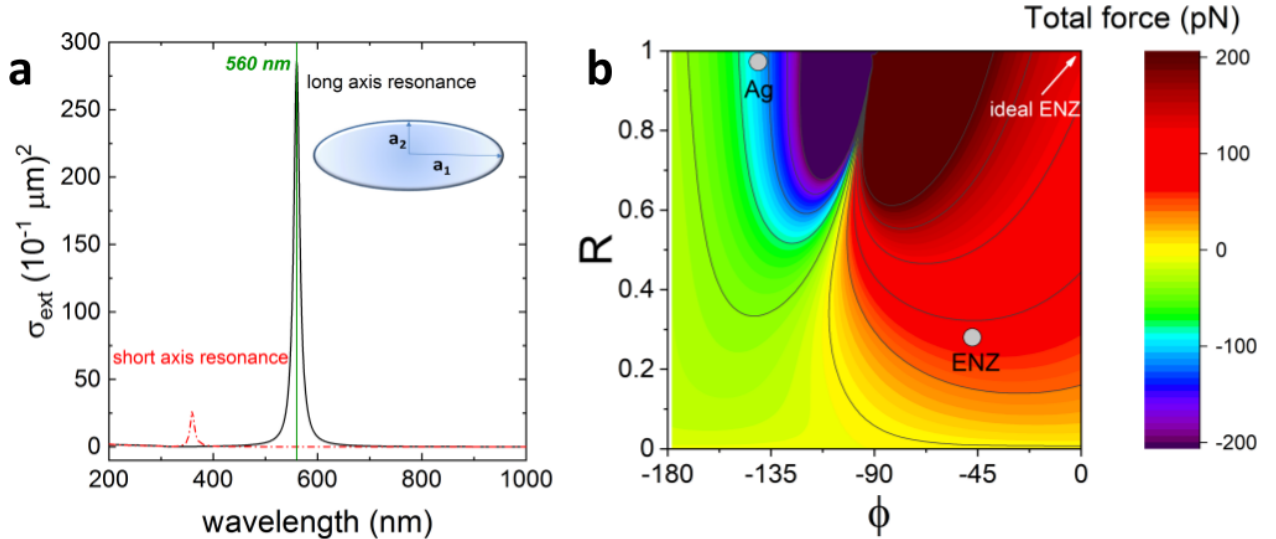 a
300
250
200
150
100
50
0
σext (10⁻¹ μm)²
560 nm
long axis resonance
a₂
a₁
short axis resonance
200
400
600
800
1000
wavelength (nm)
b
Total force (pN)
1
0.8
0.6
0.4
0.2
0
R
Ag
ideal ENZ
ENZ
-180
-135
-90
-45
0
ϕ
200
100
0
-100
-200